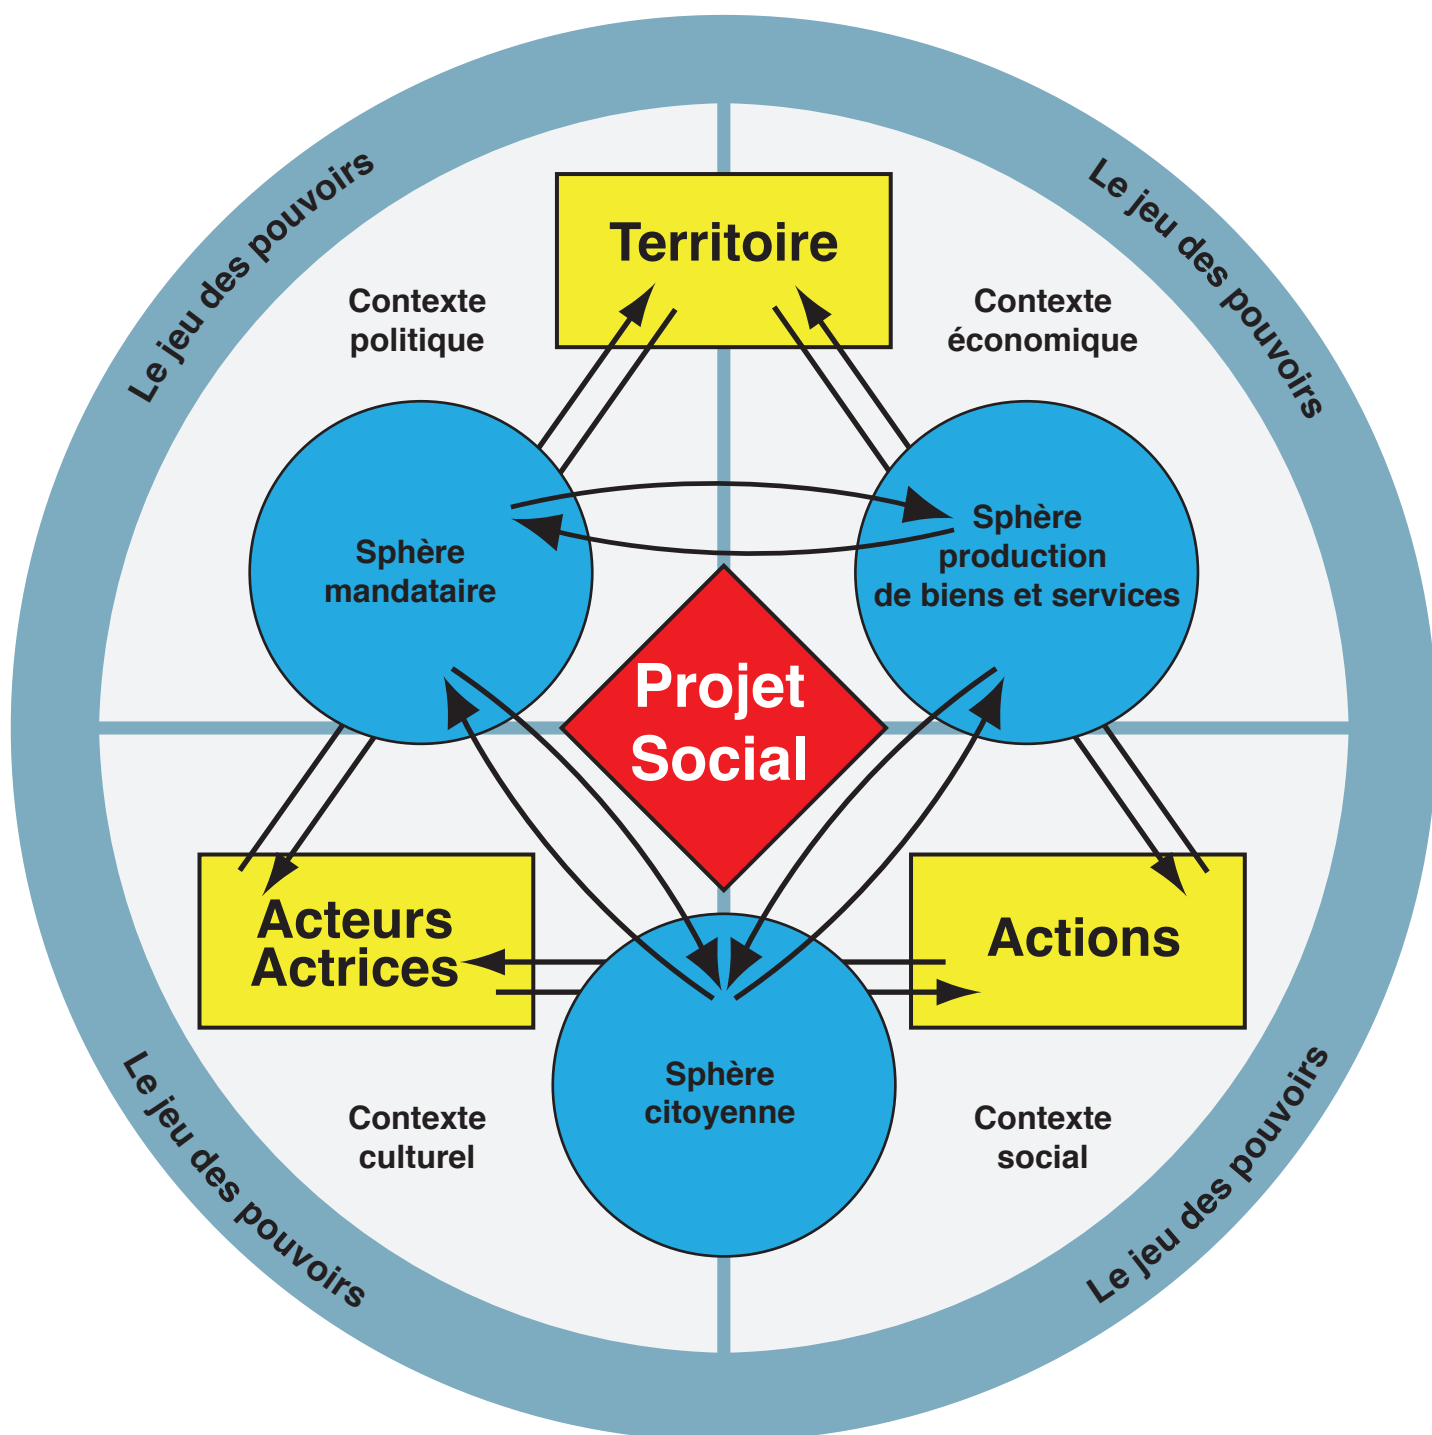 Le jeu des pouvoirs
Le jeu des pouvoirs
Territoire
Contexte
politique
Contexte
économique
Sphère
mandataire
Sphère
production
de biens et services
Projet
Social
Acteurs
Actrices
Actions
Sphère
citoyenne
Contexte
culturel
Contexte
social
Le jeu des pouvoirs
Le jeu des pouvoirs